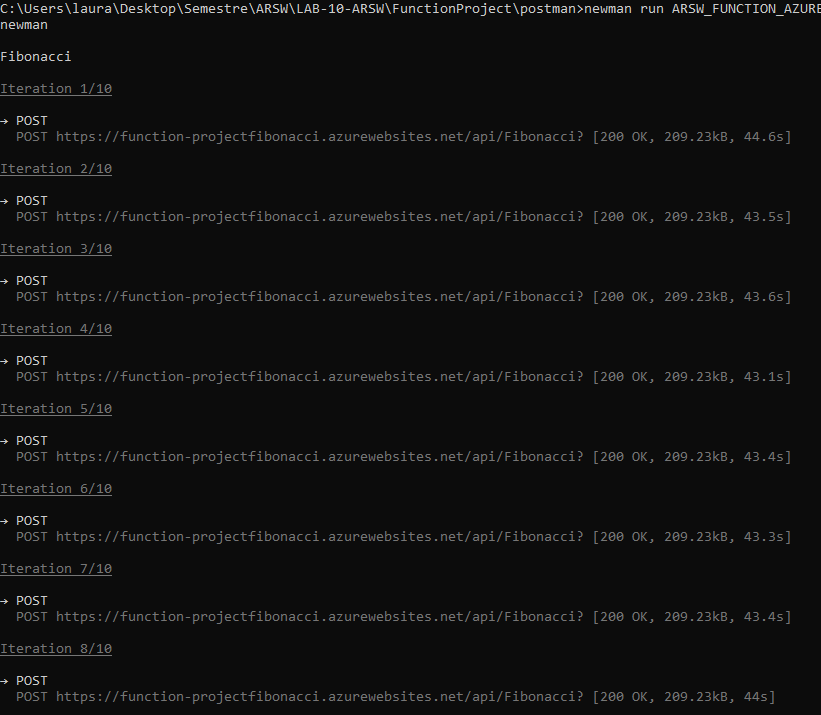 C:\Users\laura\Desktop\Semestre\ARSW\LAB-10-ARSW\FunctionProject\postman>newman run ARSW_FUNCTION_AZURE
newman
Fibonacci
Iteration 1/10
→ POST
POST https://function-projectfibonacci.azurewebsites.net/api/Fibonacci? [200 OK, 209.23kB, 44.6s]
Iteration 2/10
→ POST
POST https://function-projectfibonacci.azurewebsites.net/api/Fibonacci? [200 OK, 209.23kB, 43.5s]
Iteration 3/10
→ POST
POST https://function-projectfibonacci.azurewebsites.net/api/Fibonacci? [200 OK, 209.23kB, 43.6s]
Iteration 4/10
→ POST
POST https://function-projectfibonacci.azurewebsites.net/api/Fibonacci? [200 OK, 209.23kB, 43.1s]
Iteration 5/10
→ POST
POST https://function-projectfibonacci.azurewebsites.net/api/Fibonacci? [200 OK, 209.23kB, 43.4s]
Iteration 6/10
→ POST
POST https://function-projectfibonacci.azurewebsites.net/api/Fibonacci? [200 OK, 209.23kB, 43.3s]
Iteration 7/10
→ POST
POST https://function-projectfibonacci.azurewebsites.net/api/Fibonacci? [200 OK, 209.23kB, 43.4s]
Iteration 8/10
→ POST
POST https://function-projectfibonacci.azurewebsites.net/api/Fibonacci? [200 OK, 209.23kB, 44s]